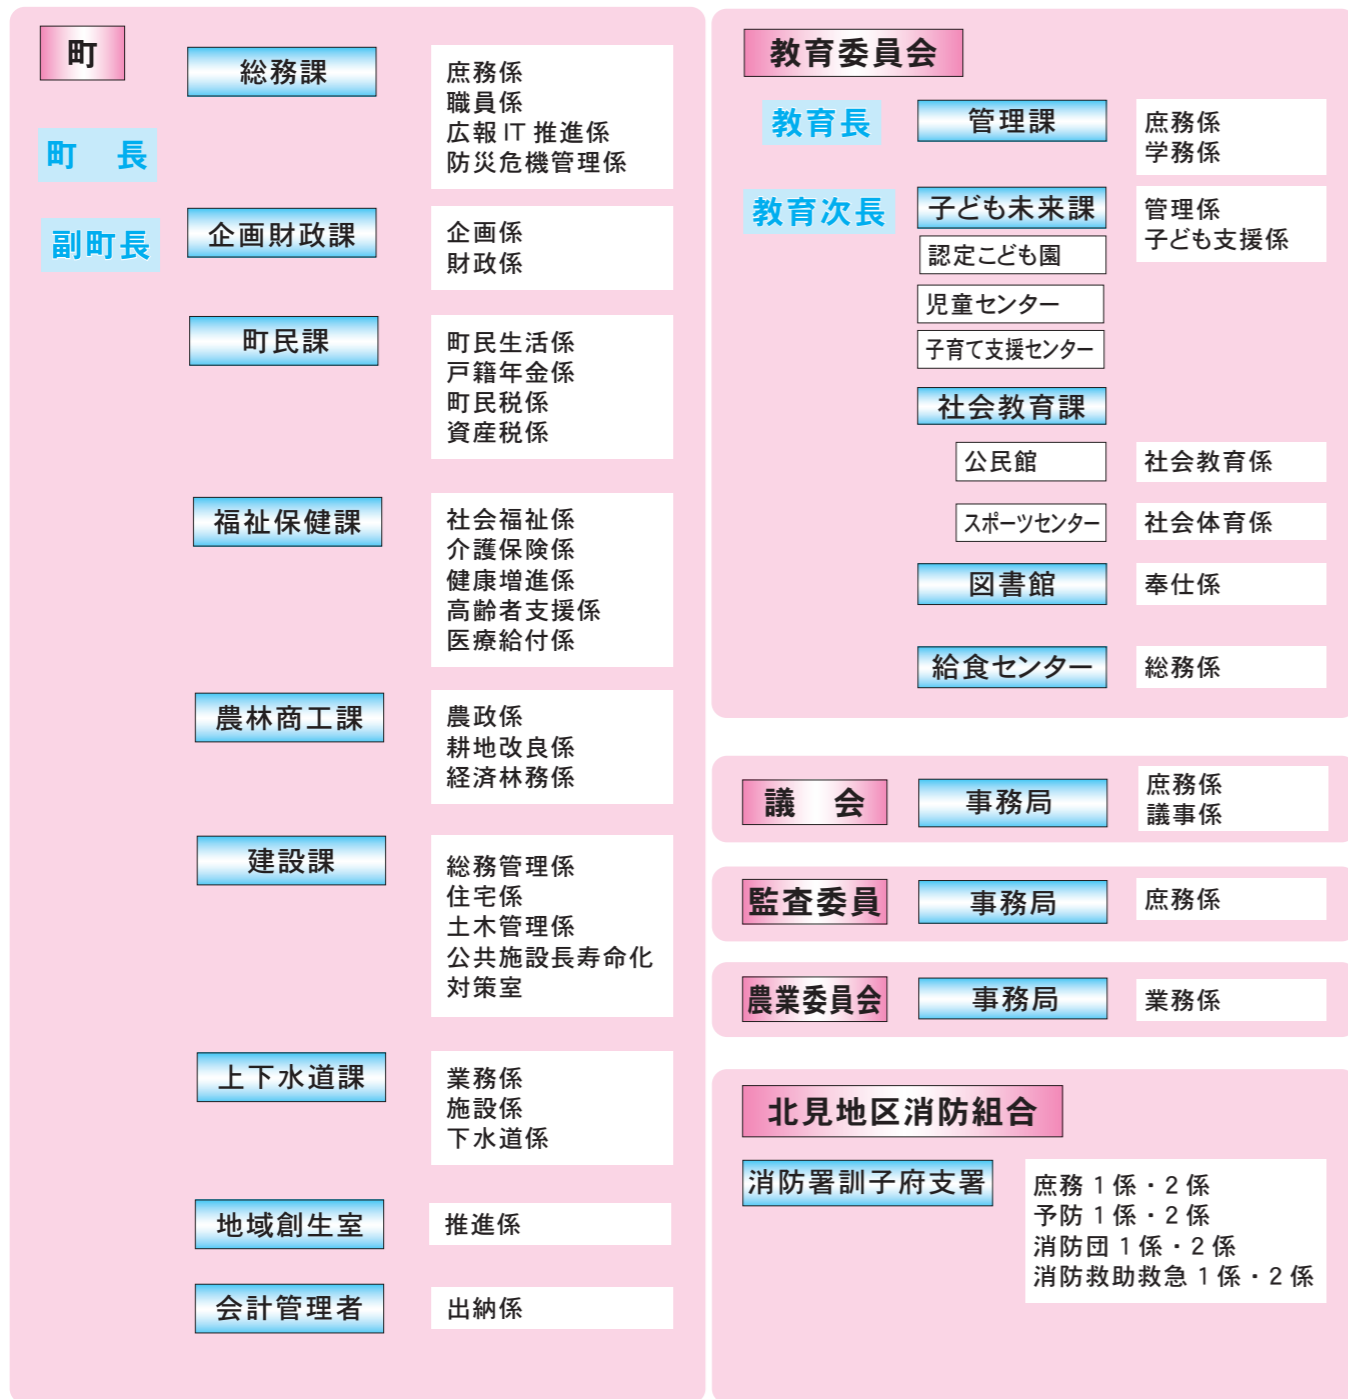 町
町　長
副町長
総務課
庶務係
職員係
広報 IT 推進係
防災危機管理係
企画財政課
企画係
財政係
町民課
町民生活係
戸籍年金係
町民税係
資産税係
福祉保健課
社会福祉係
介護保険係
健康増進係
高齢者支援係
医療給付係
農林商工課
農政係
耕地改良係
経済林務係
建設課
総務管理係
住宅係
土木管理係
公共施設長寿命化
対策室
上下水道課
業務係
施設係
下水道係
地域創生室
推進係
会計管理者
出納係
教育委員会
教育長
教育次長
管理課
庶務係
学務係
子ども未来課
管理係
子ども支援係
認定こども園
児童センター
子育て支援センター
社会教育課
公民館
社会教育係
スポーツセンター
社会体育係
図書館
奉仕係
給食センター
総務係
議　会
事務局
庶務係
議事係
監査委員
事務局
庶務係
農業委員会
事務局
業務係
北見地区消防組合
消防署訓子府支署
庶務 1 係・2 係
予防 1 係・2 係
消防団 1 係・2 係
消防救助救急 1 係・2 係